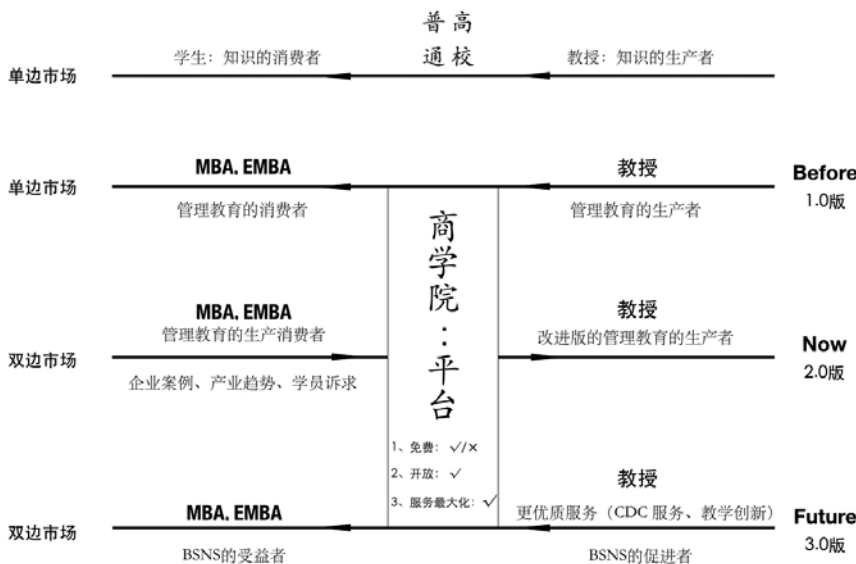 普高
通校
单边市场
学生：知识的消费者
教授：知识的生产者
单边市场
MBA、EMBA
管理教育的消费者
教授
管理教育的生产者
Before
1.0版
商学院：平台
双边市场
MBA、EMBA
管理教育的生产消费者
企业案例、产业趋势、学员诉求
教授
改进版的管理教育的生产者
Now
2.0版
1、免费：√/×
2、开放：√
3、服务最大化：√
双边市场
MBA、EMBA
BSNS的受益者
教授
更优质服务（CDC 服务、教学创新）
BSNS的促进者
Future
3.0版